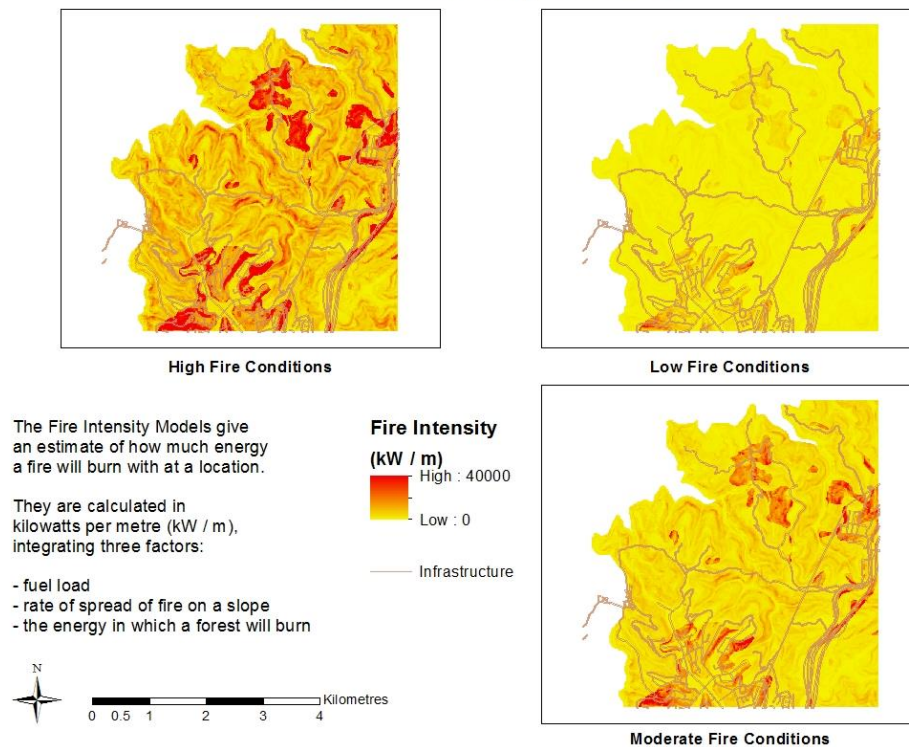 High Fire Conditions
Low Fire Conditions
The Fire Intensity Models give
an estimate of how much energy
a fire will burn with at a location.
They are calculated in
kilowatts per metre (kW / m),
integrating three factors:
- fuel load
- rate of spread of fire on a slope
- the energy in which a forest will burn
Fire Intensity
(kW / m)
High : 40000
Low : 0
Infrastructure
N
Kilometres
0 0.5 1 2 3 4
Moderate Fire Conditions